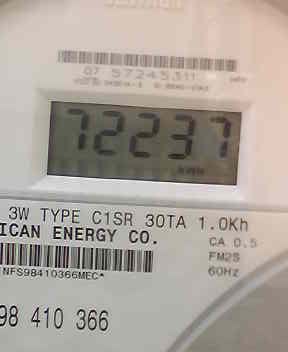 07 57245311
72237
KWH
3W TYPE C1SR 30TA 1.0Kh
ICAN ENERGY CO.
CA 0.5
FM2S
60Hz
NFS98410366MEC*
98 410 366